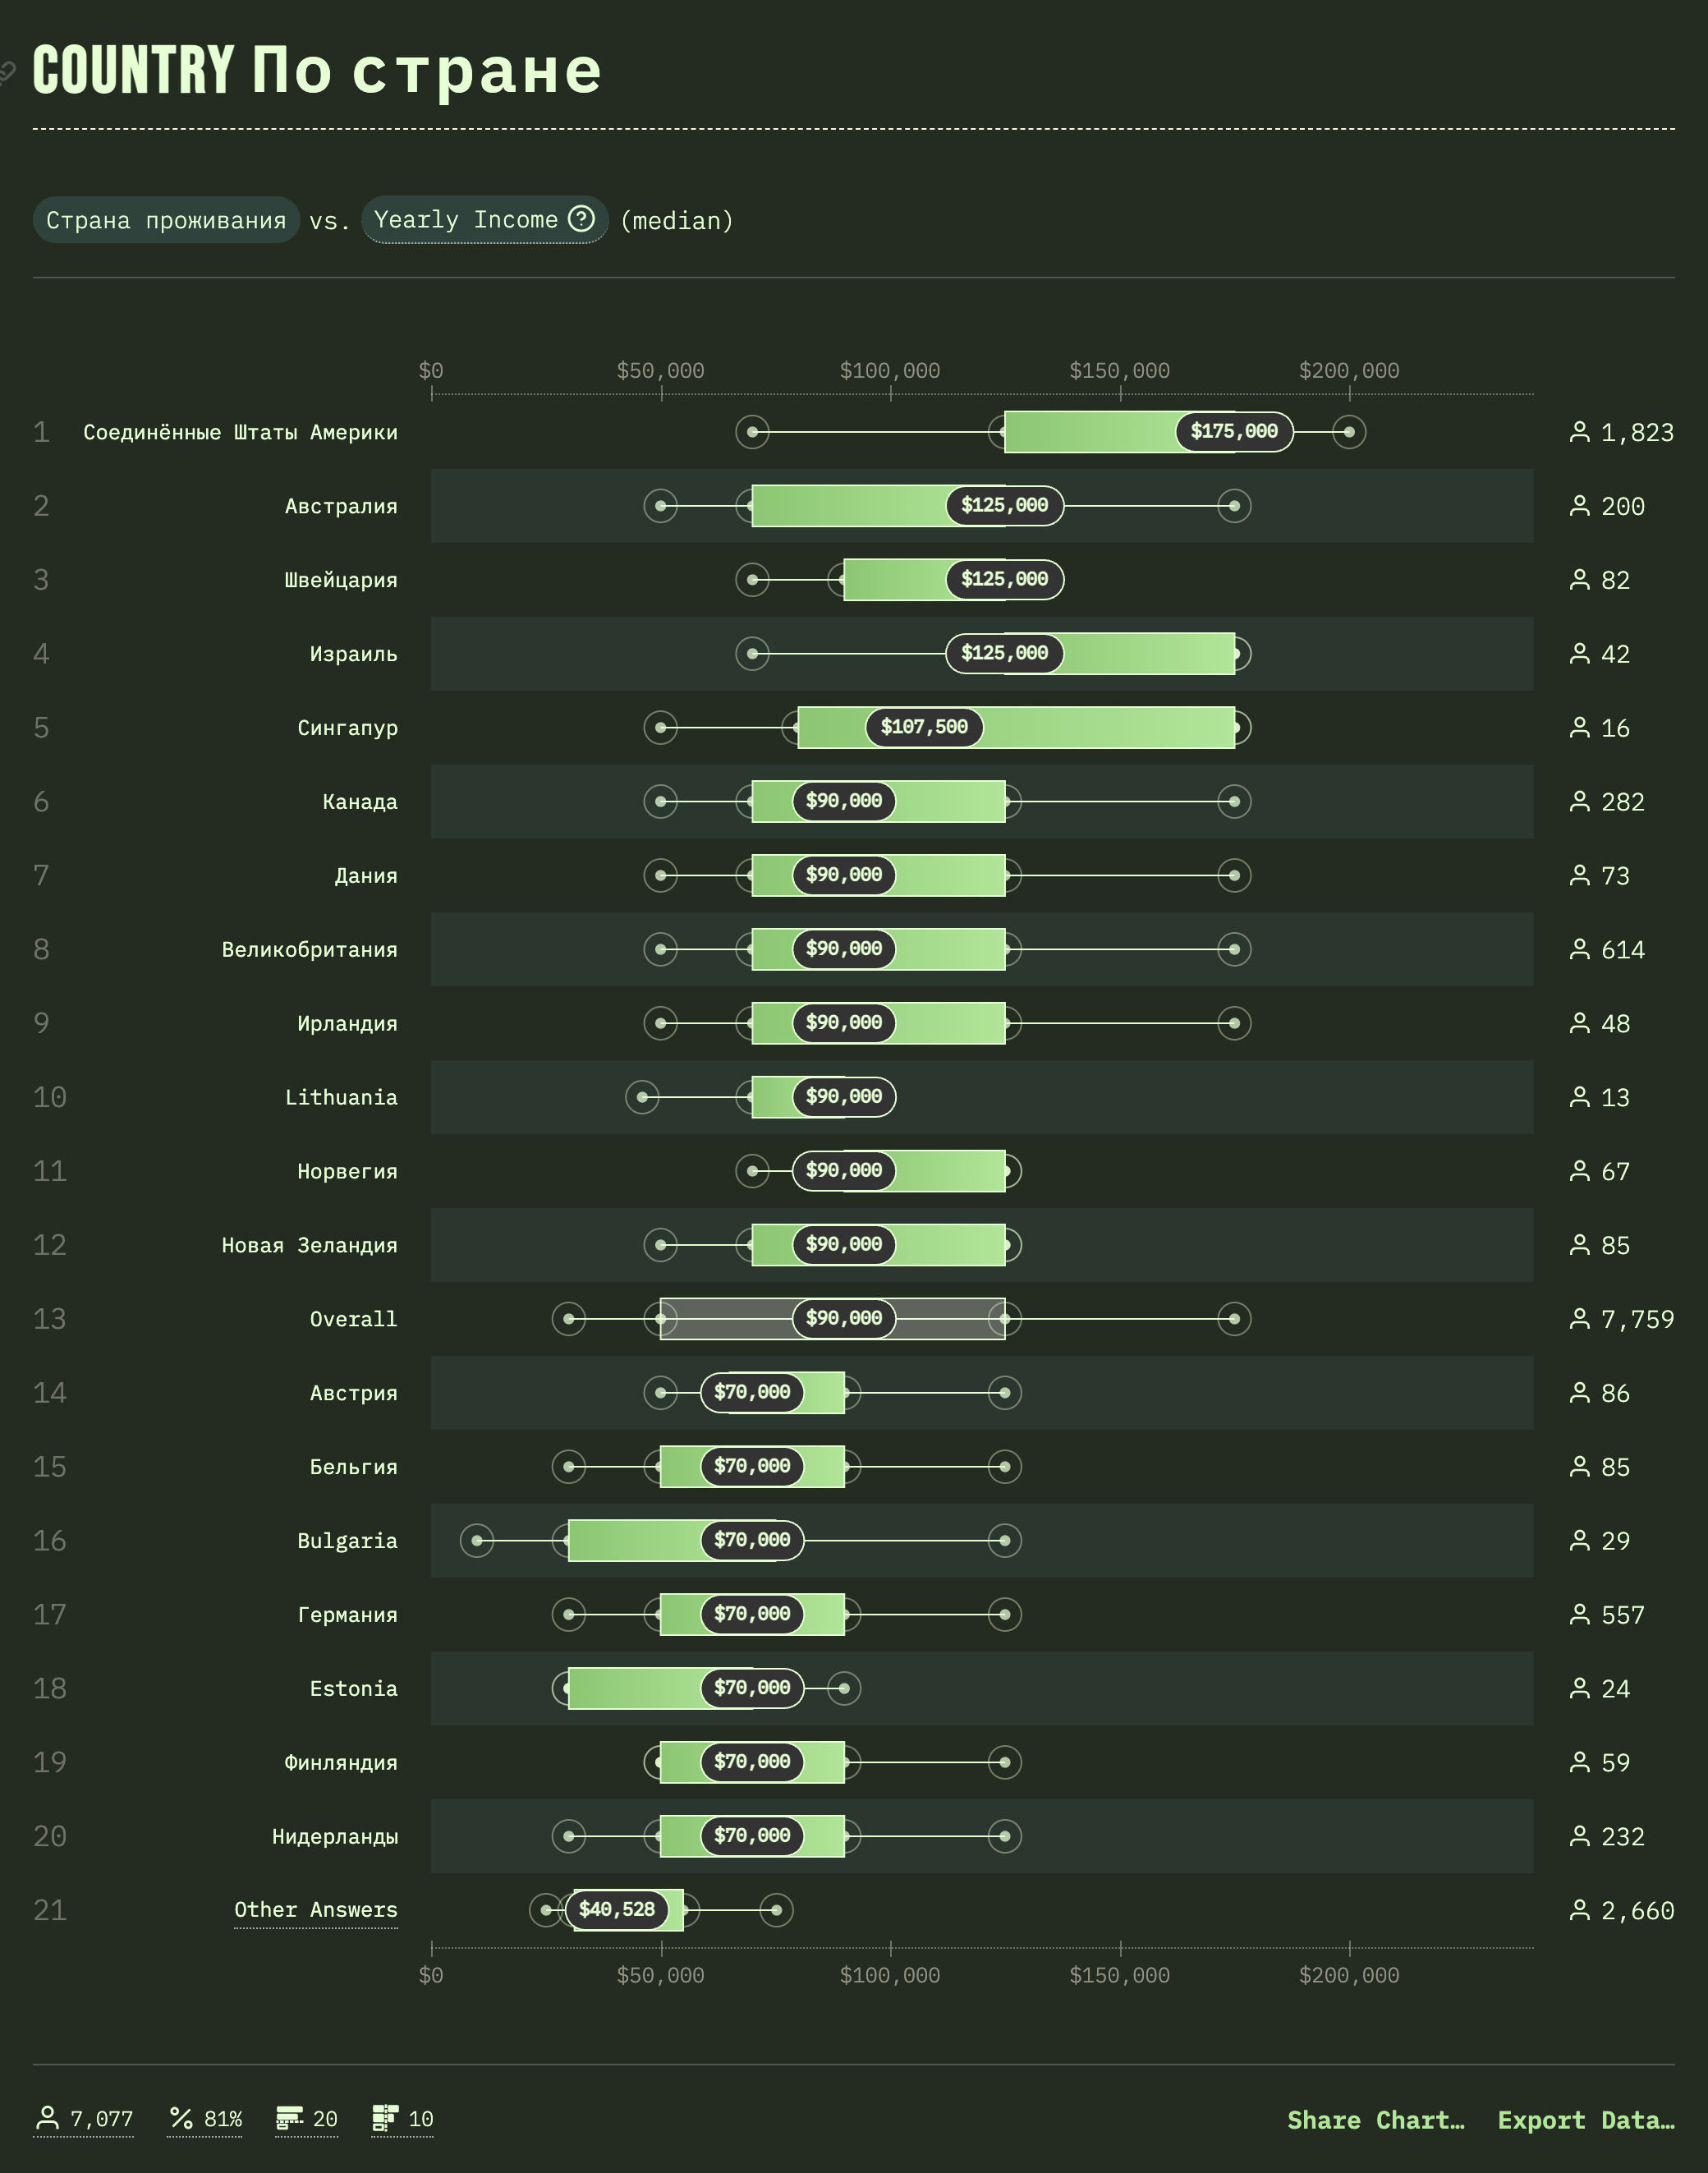 COUNTRY По стране
Страна проживания vs. Yearly Income ? (median)
$0 $50,000 $100,000 $150,000 $200,000
1 Соединённые Штаты Америки $175,000 1,823
2 Австралия $125,000 200
3 Швейцария $125,000 82
4 Израиль $125,000 42
5 Сингапур $107,500 16
6 Канада $90,000 282
7 Дания $90,000 73
8 Великобритания $90,000 614
9 Ирландия $90,000 48
10 Lithuania $90,000 13
11 Норвегия $90,000 67
12 Новая Зеландия $90,000 85
13 Overall $90,000 7,759
14 Австрия $70,000 86
15 Бельгия $70,000 85
16 Bulgaria $70,000 29
17 Германия $70,000 557
18 Estonia $70,000 24
19 Финляндия $70,000 59
20 Нидерланды $70,000 232
21 Other Answers $40,528 2,660
$0 $50,000 $100,000 $150,000 $200,000
7,077 % 81% 20 10 Share Chart… Export Data…